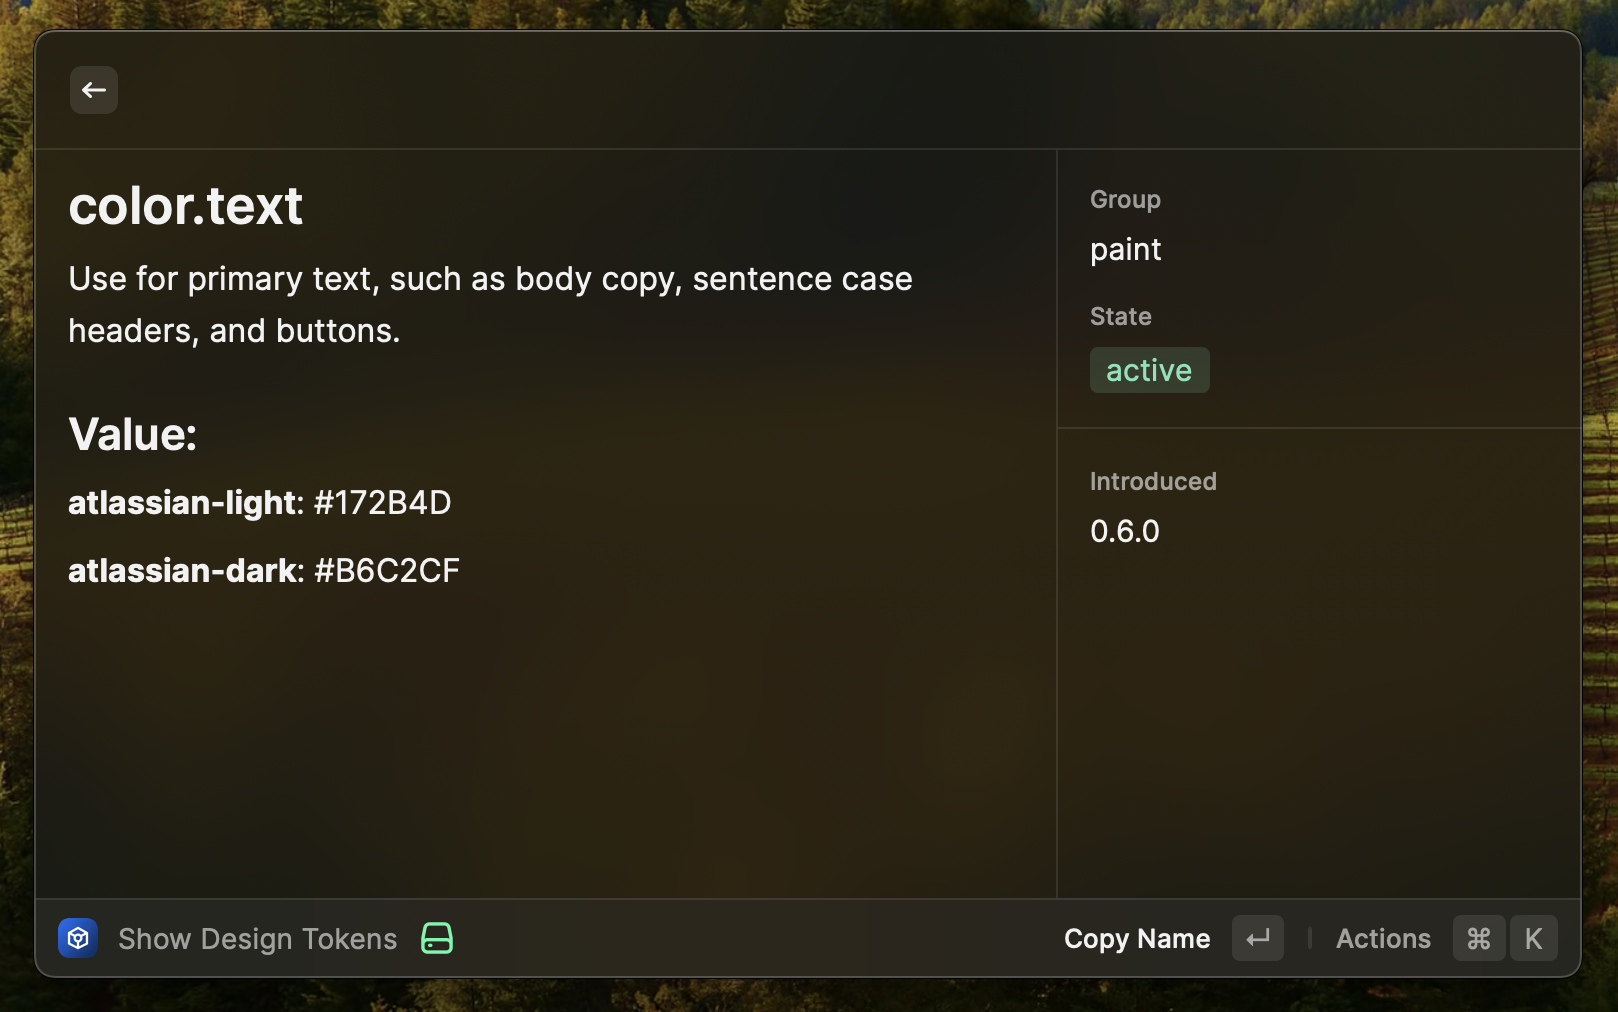 color.text
Use for primary text, such as body copy, sentence case
headers, and buttons.
Value:
atlassian-light: #172B4D
atlassian-dark: #B6C2CF
Group
paint
State
active
Introduced
0.6.0
Show Design Tokens
Copy Name ↵ | Actions ⌘ K